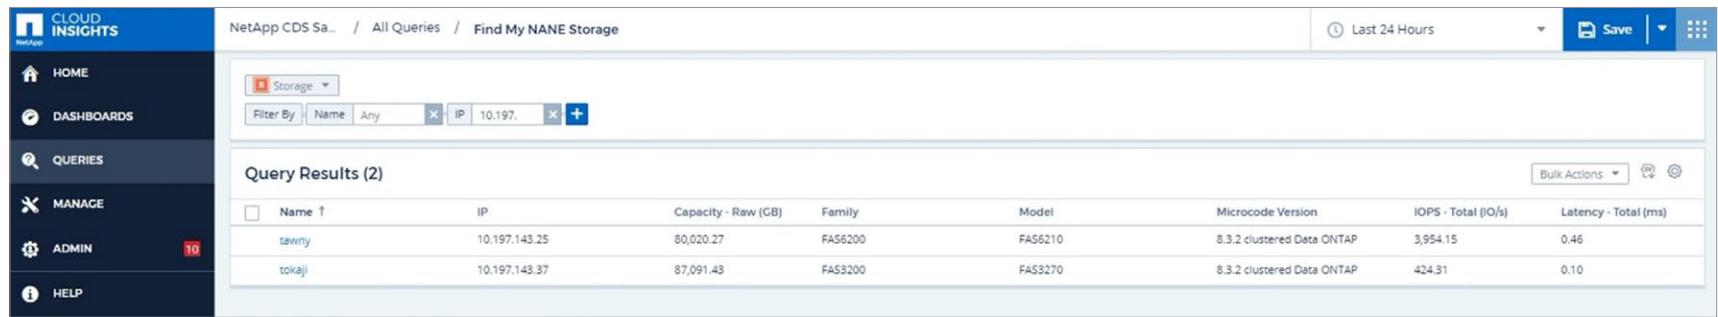 NetApp
CLOUD
INSIGHTS
NetApp CDS Sa... / All Queries / Find My NANE Storage
Last 24 Hours
Save
HOME
DASHBOARDS
QUERIES
MANAGE
ADMIN 10
HELP
S Storage
Filter By Name Any × IP 10.197. × +
Query Results (2)
Bulk Actions
Name ↑ IP Capacity - Raw (GB) Family Model Microcode Version IOPS - Total (IO/s) Latency - Total (ms)
tawny 10.197.143.25 80,020.27 FAS6200 FAS6210 8.3.2 clustered Data ONTAP 3,954.15 0.46
tokaji 10.197.143.37 87,091.43 FAS3200 FAS3270 8.3.2 clustered Data ONTAP 424.31 0.10